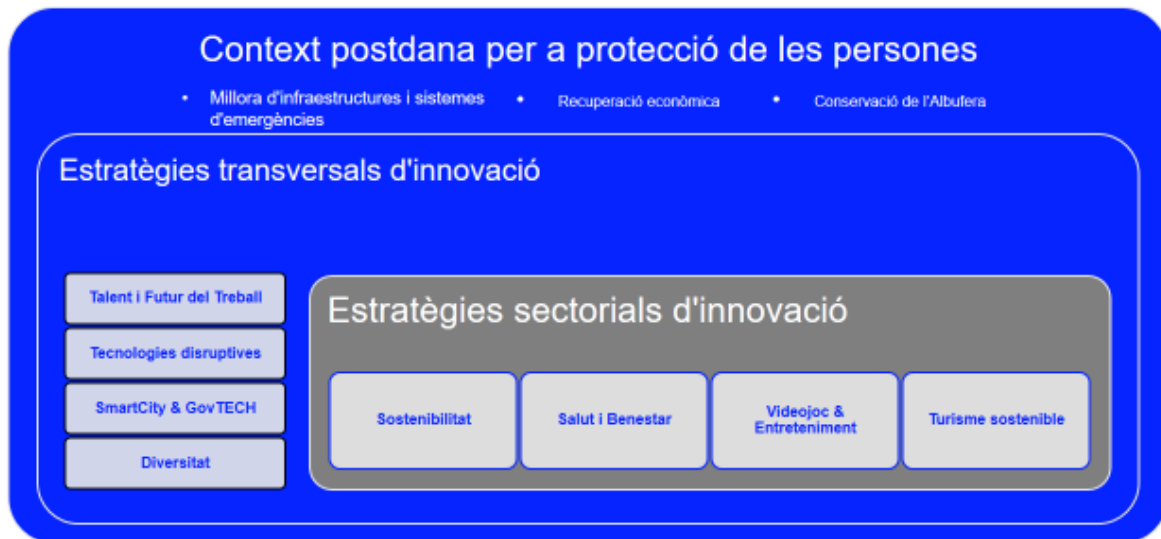 Context postdana per a protecció de les persones
• Millora d'infraestructures i sistemes d'emergències
• Recuperació econòmica
• Conservació de l'Albufera
Estratègies transversals d'innovació
Talent i Futur del Treball
Tecnologies disruptives
SmartCity & GovTECH
Diversitat
Estratègies sectorials d'innovació
Sostenibilitat
Salut i Benestar
Videojoc &
Entreteniment
Turisme sostenible